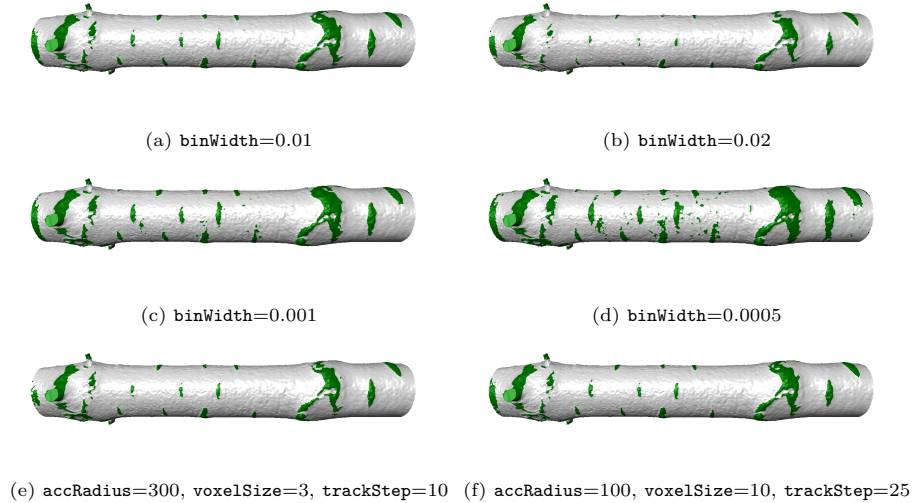 (a) binWidth=0.01
(b) binWidth=0.02
(c) binWidth=0.001
(d) binWidth=0.0005
(e) accRadius=300, voxelSize=3, trackStep=10
(f) accRadius=100, voxelSize=10, trackStep=25